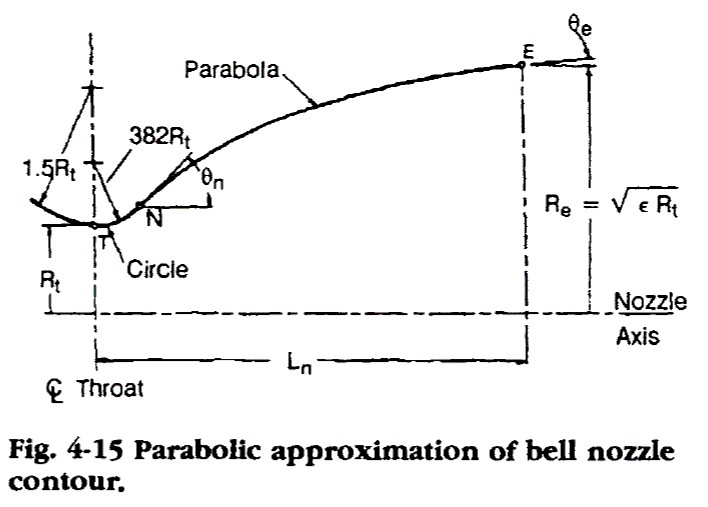 θe
E
Parabola
382Rt
1.5Rt
θn
N
Re = √ϵ Rt
T
Circle
Rt
Nozzle
Axis
Ln
℄ Throat
Fig. 4-15 Parabolic approximation of bell nozzle
contour.